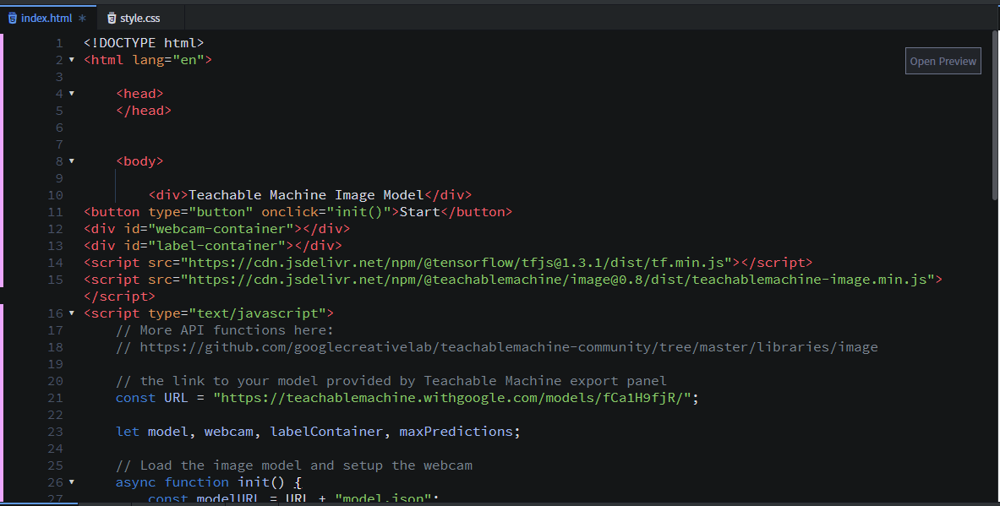 index.html *
style.css
Open Preview
1 <!DOCTYPE html>
2 <html lang="en">
3
4 <head>
5 </head>
6
7
8 <body>
9
10 <div>Teachable Machine Image Model</div>
11 <button type="button" onclick="init()">Start</button>
12 <div id="webcam-container"></div>
13 <div id="label-container"></div>
14 <script src="https://cdn.jsdelivr.net/npm/@tensorflow/tfjs@1.3.1/dist/tf.min.js"></script>
15 <script src="https://cdn.jsdelivr.net/npm/@teachablemachine/image@0.8/dist/teachablemachine-image.min.js">
</script>
16 <script type="text/javascript">
17 // More API functions here:
18 // https://github.com/googlecreativelab/teachablemachine-community/tree/master/libraries/image
19
20 // the link to your model provided by Teachable Machine export panel
21 const URL = "https://teachablemachine.withgoogle.com/models/fCa1H9fjR/";
22
23 let model, webcam, labelContainer, maxPredictions;
24
25 // Load the image model and setup the webcam
26 async function init() {
27 const modelURL = URL + "model.json";